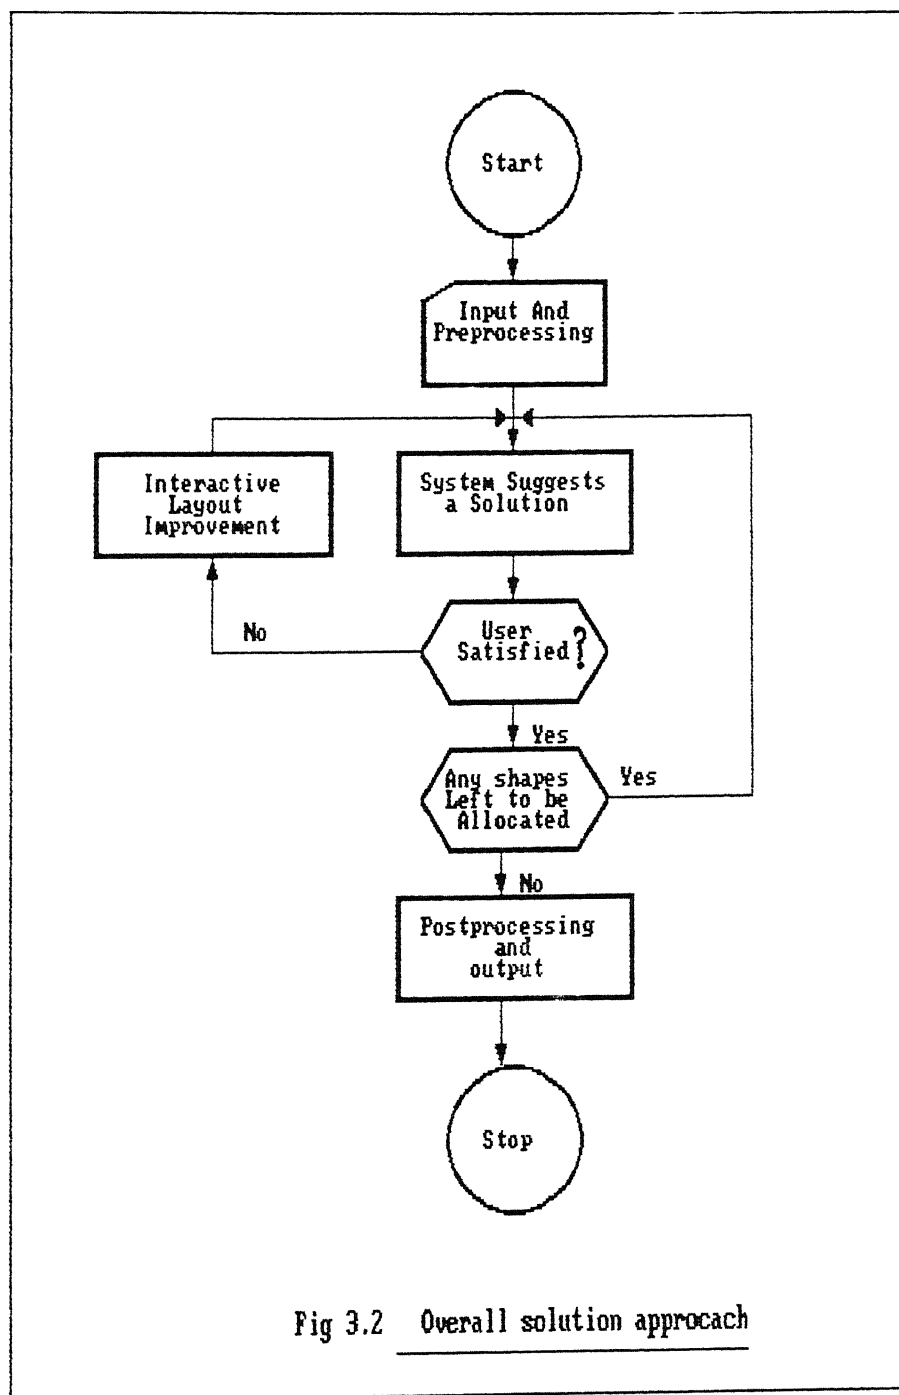 Start
Input And
Preprocessing
Interactive
Layout
Improvement
System Suggests
a Solution
No
User
Satisfied?
Yes
Any shapes
Left to be
Allocated
Yes
No
Postprocessing
and
output
Stop
Fig 3.2 Overall solution approcach